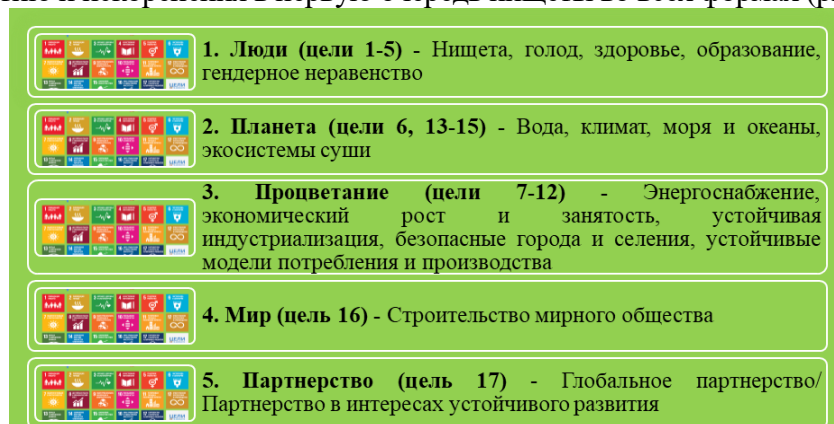 1. Люди (цели 1-5) - Нищета, голод, здоровье, образование,
гендерное неравенство
2. Планета (цели 6, 13-15) - Вода, климат, моря и океаны,
экосистемы суши
3. Процветание (цели 7-12) - Энергоснабжение,
экономический рост и занятость, устойчивая
индустриализация, безопасные города и селения, устойчивые
модели потребления и производства
4. Мир (цель 16) - Строительство мирного общества
5. Партнерство (цель 17) - Глобальное партнерство/
Партнерство в интересах устойчивого развития